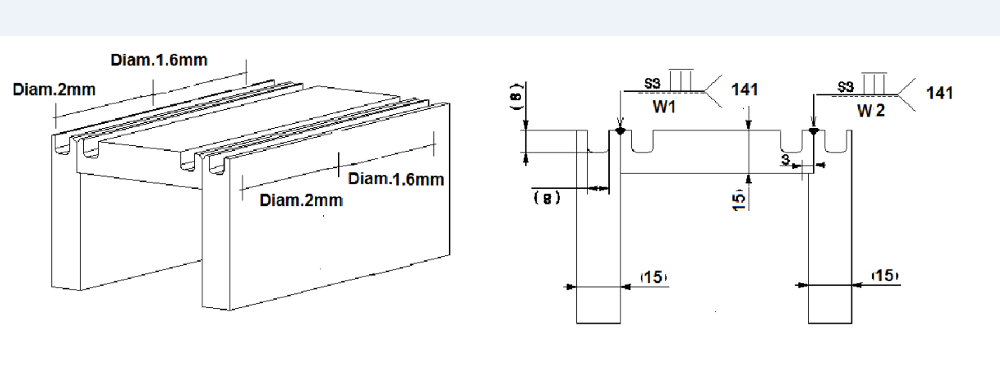 Diam.1.6mm
Diam.2mm
Diam.1.6mm
Diam.2mm
S3
141
W1
S3
141
W2
(8)
3
(8)
15)
(15)
(15)